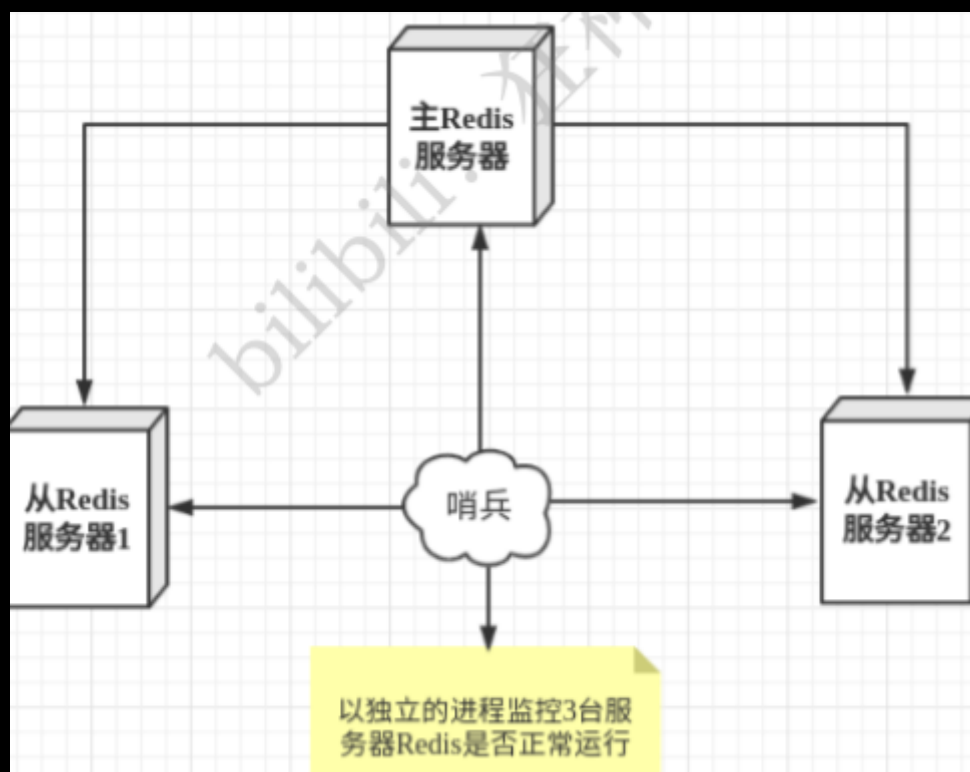 主Redis
服务器
bilibili:
从Redis
服务器1
哨兵
从Redis
服务器2
以独立的进程监控3台服
务器Redis是否正常运行